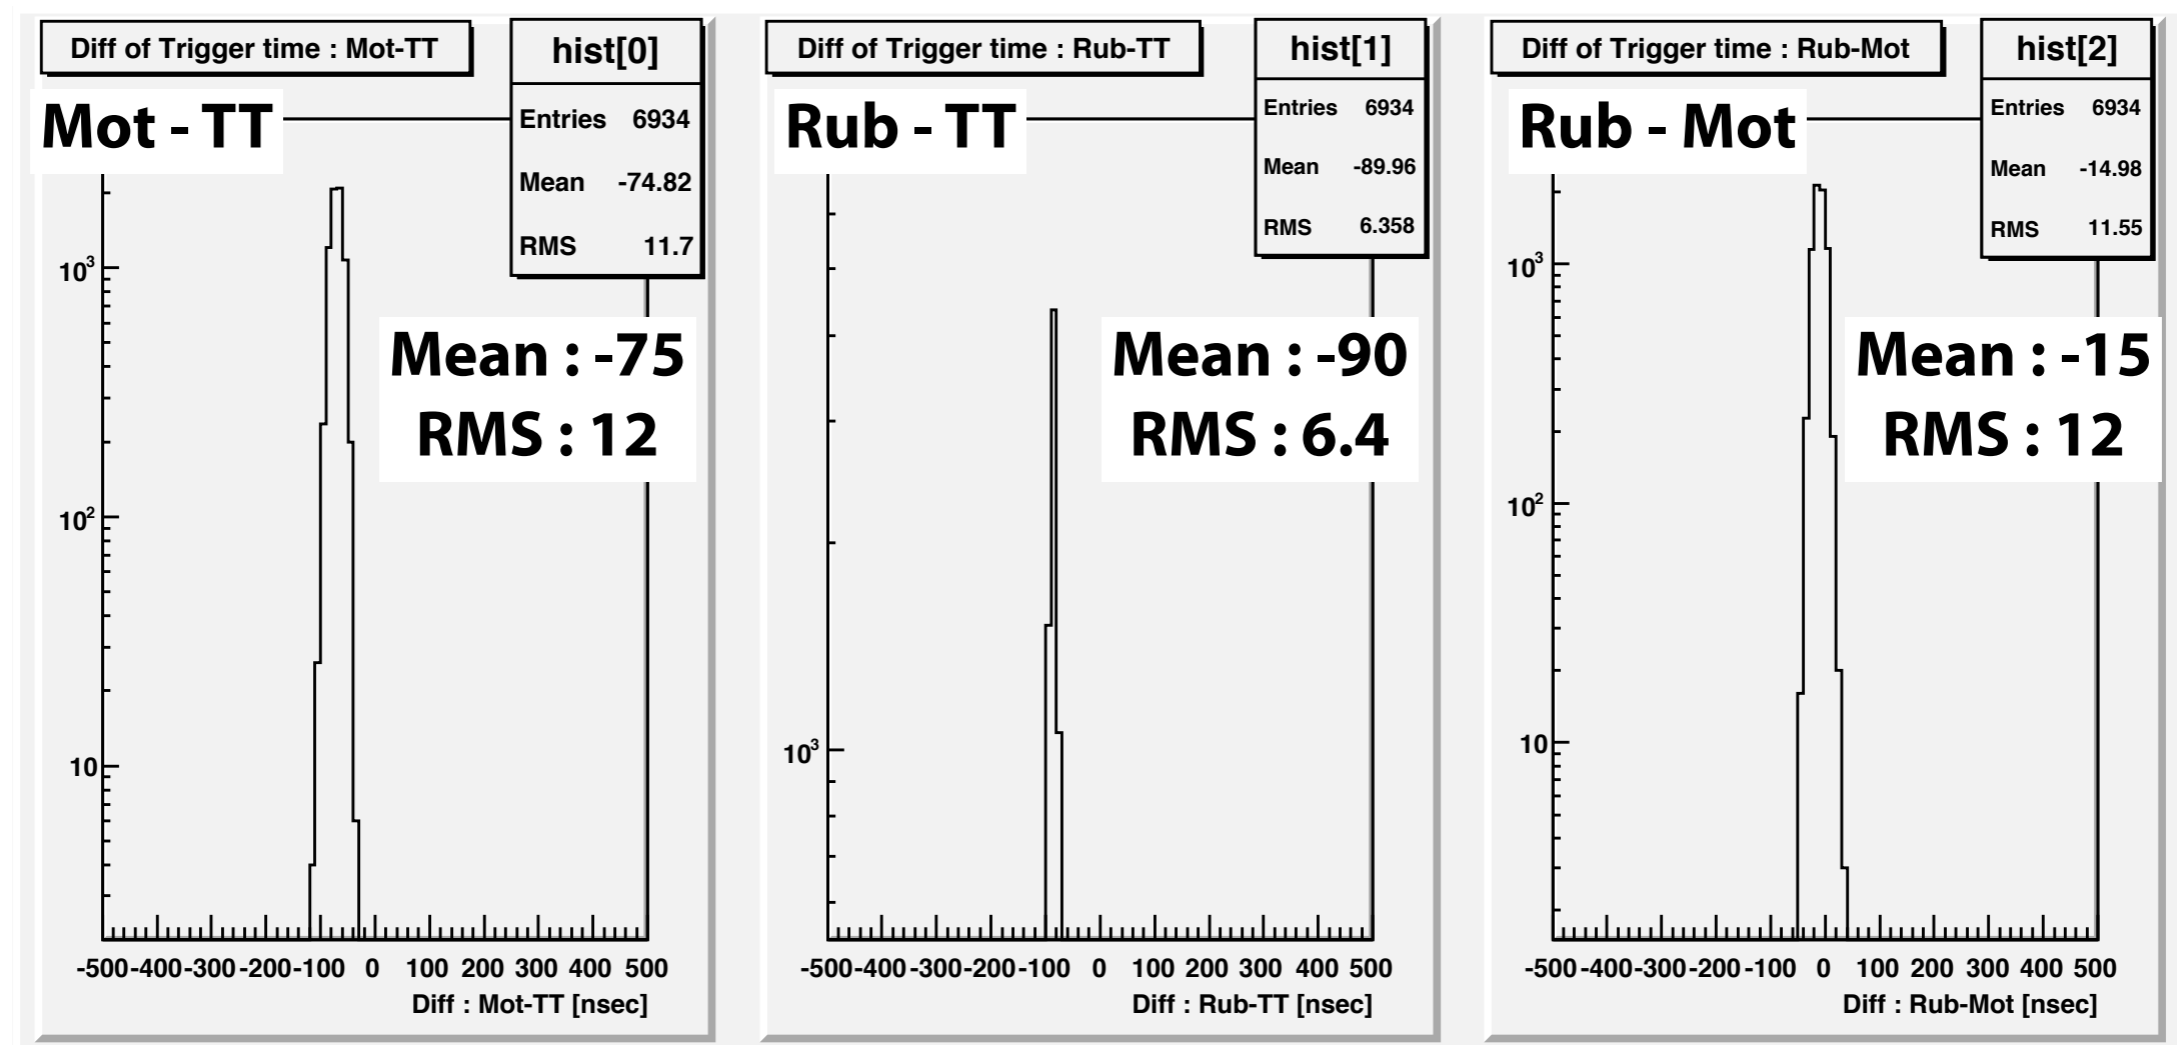 Diff of Trigger time : Mot-TT
hist[0]
Entries 6934
Mean -74.82
RMS 11.7
Mot - TT
Mean : -75
RMS : 12
10³
10²
10
-500 -400 -300 -200 -100 0 100 200 300 400 500
Diff : Mot-TT [nsec]
Diff of Trigger time : Rub-TT
hist[1]
Entries 6934
Mean -89.96
RMS 6.358
Rub - TT
Mean : -90
RMS : 6.4
10³
-500 -400 -300 -200 -100 0 100 200 300 400 500
Diff : Rub-TT [nsec]
Diff of Trigger time : Rub-Mot
hist[2]
Entries 6934
Mean -14.98
RMS 11.55
Rub - Mot
Mean : -15
RMS : 12
10³
10²
10
-500 -400 -300 -200 -100 0 100 200 300 400 500
Diff : Rub-Mot [nsec]